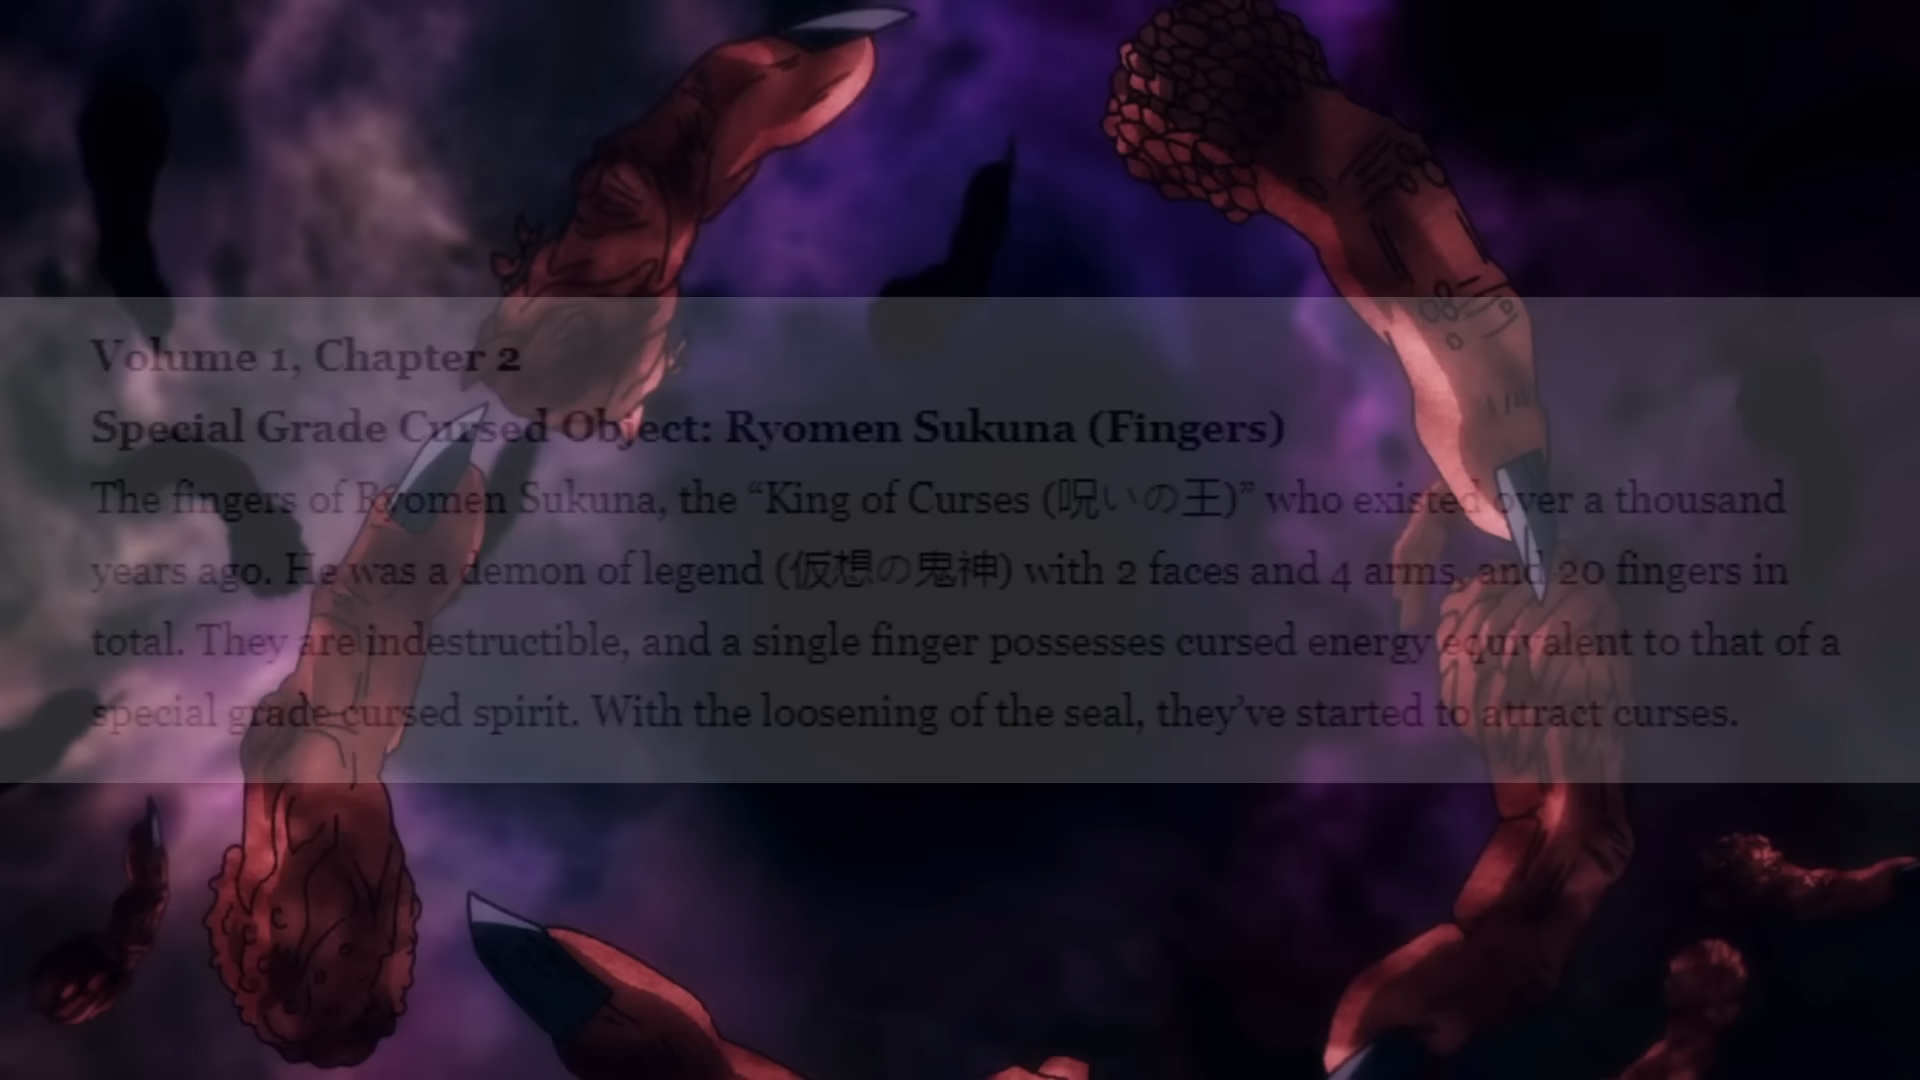 Volume 1, Chapter 2
Special Grade Cursed Object: Ryomen Sukuna (Fingers)
The fingers of Ryomen Sukuna, the “King of Curses (呪いの王)” who existed over a thousand
years ago. He was a demon of legend (仮想の鬼神) with 2 faces and 4 arms, and 20 fingers in
total. They are indestructible, and a single finger possesses cursed energy equivalent to that of a
special grade cursed spirit. With the loosening of the seal, they’ve started to attract curses.